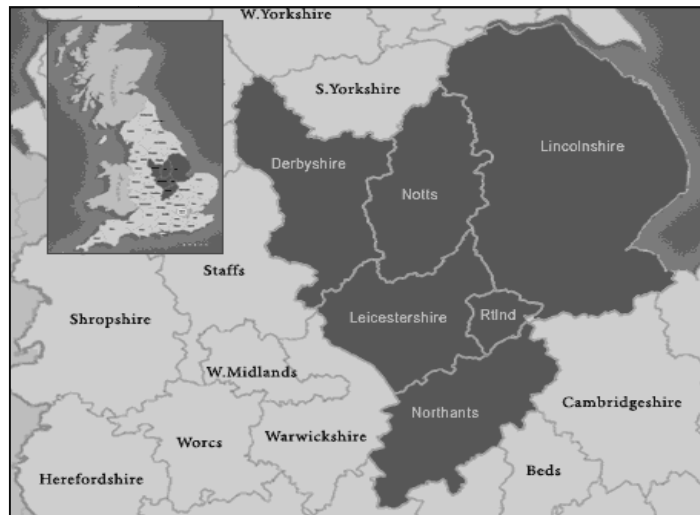 W.Yorkshire
S.Yorkshire
Derbyshire
Lincolnshire
Notts
Staffs
Shropshire
Leicestershire
Rtlnd
W.Midlands
Cambridgeshire
Northants
Worcs
Warwickshire
Herefordshire
Beds